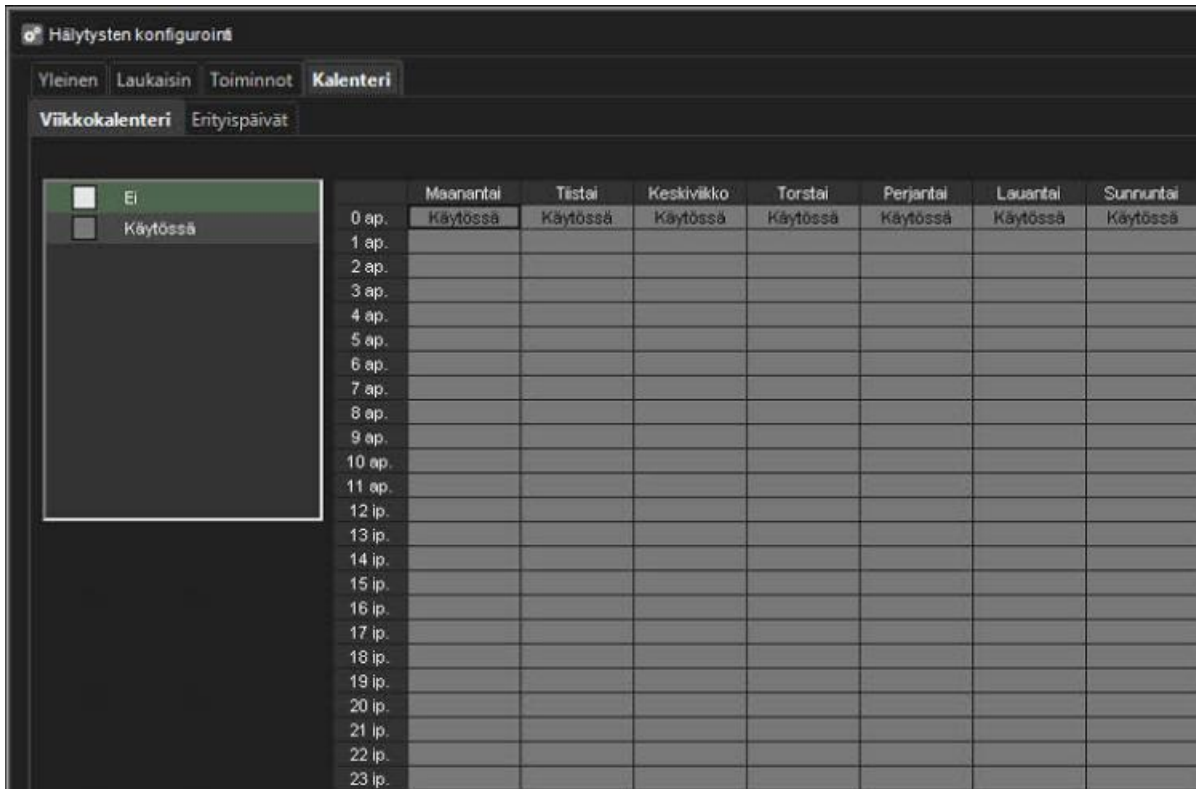 Hälytysten konfigurointi
Yleinen Laukaisin Toiminnot Kalenteri
Viikkokalenteri Erityispäivät
Ei
Käytössä
Maanantai Tiistai Keskiviikko Torstai Perjantai Lauantai Sunnuntai
0 ap. Käytössä Käytössä Käytössä Käytössä Käytössä Käytössä Käytössä
1 ap.
2 ap.
3 ap.
4 ap.
5 ap.
6 ap.
7 ap.
8 ap.
9 ap.
10 ap.
11 ap.
12 ip.
13 ip.
14 ip.
15 ip.
16 ip.
17 ip.
18 ip.
19 ip.
20 ip.
21 ip.
22 ip.
23 ip.